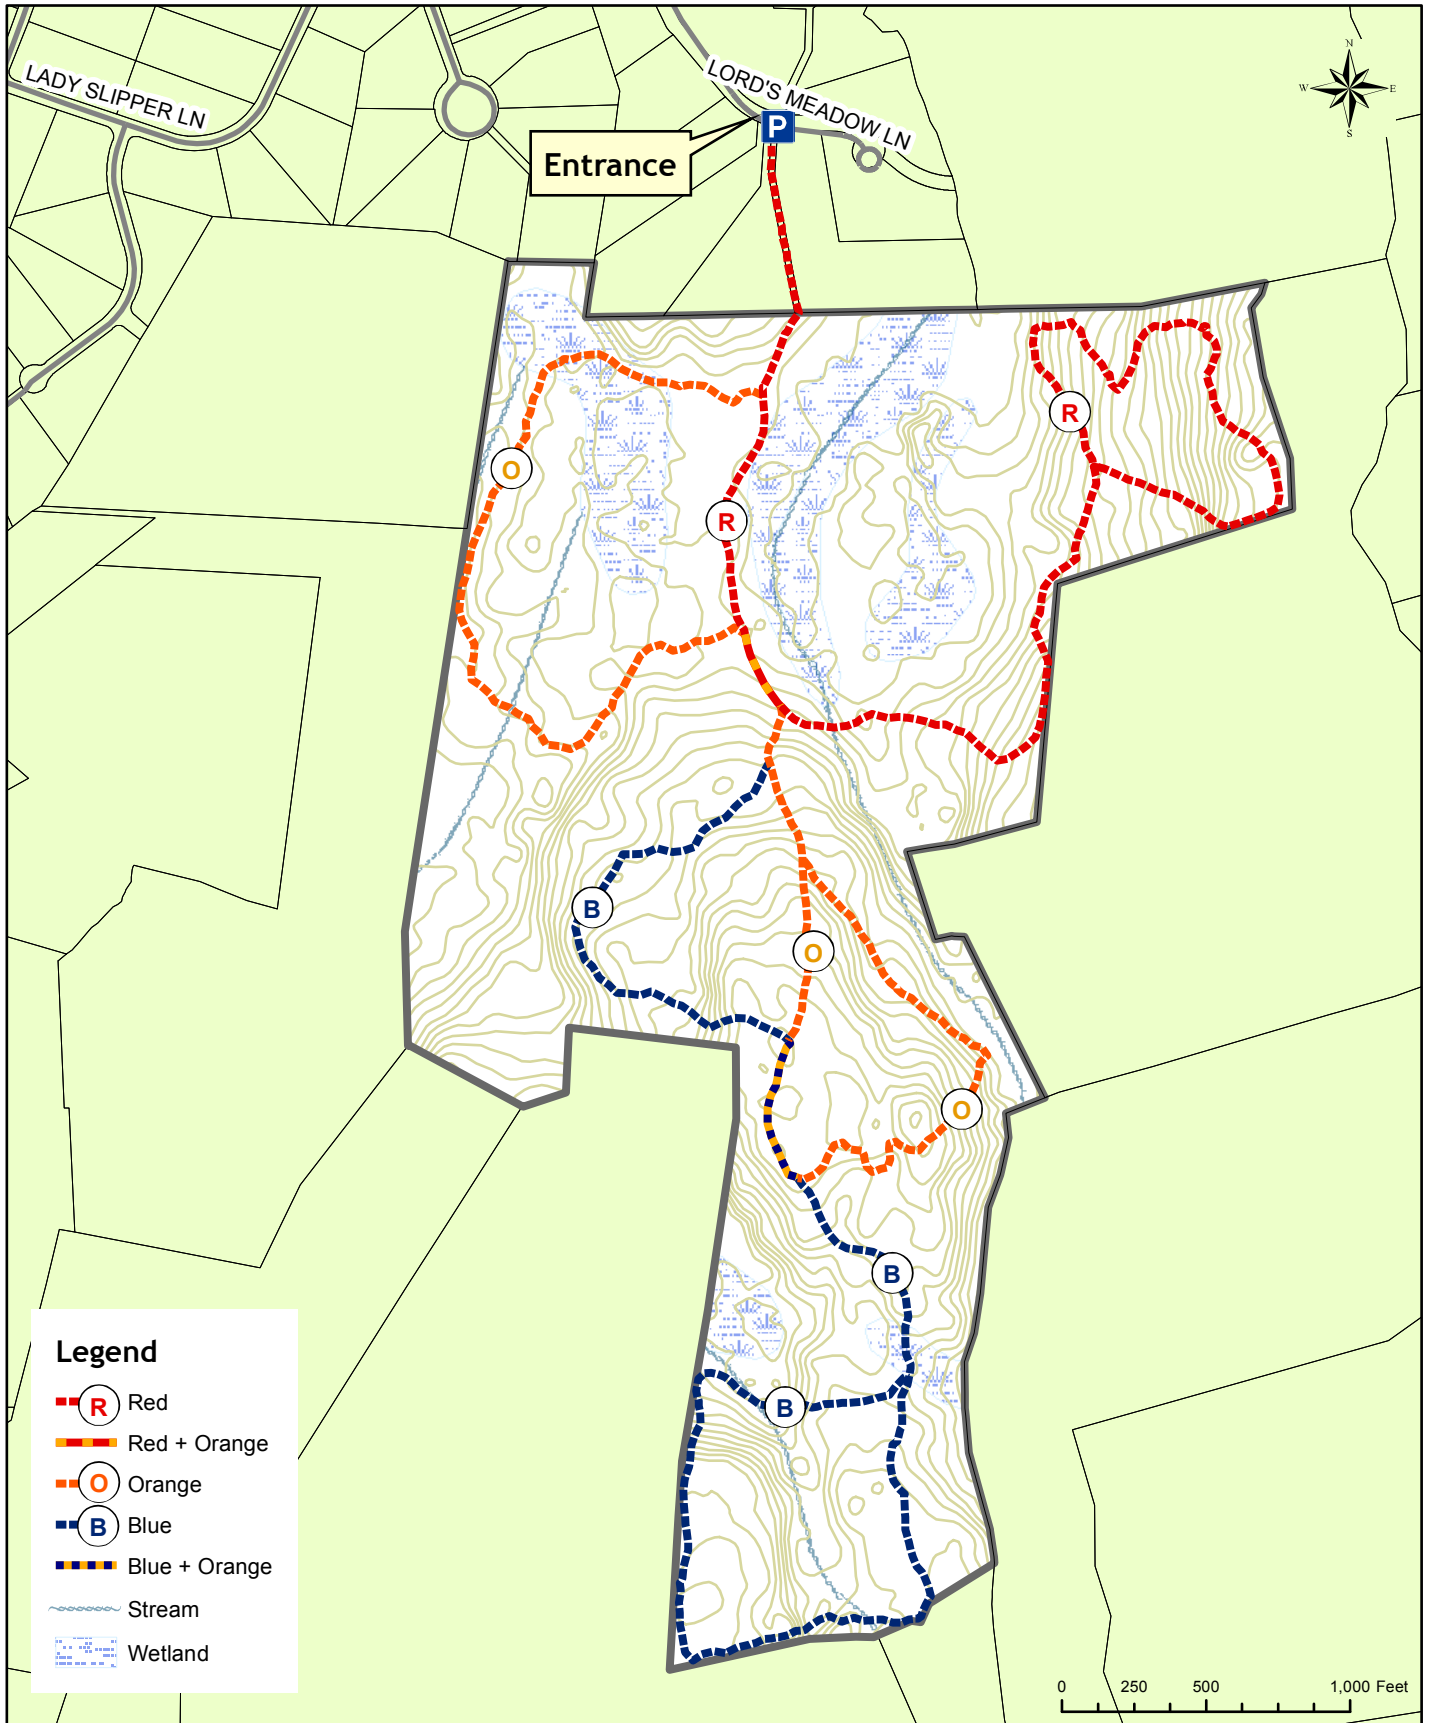 LADY SLIPPER LN
LORD'S MEADOW LN
P
Entrance
N
W E
S
R
O
R
B
O
O
B
B
Legend
R Red
Red + Orange
O Orange
B Blue
Blue + Orange
Stream
Wetland
0 250 500 1,000 Feet